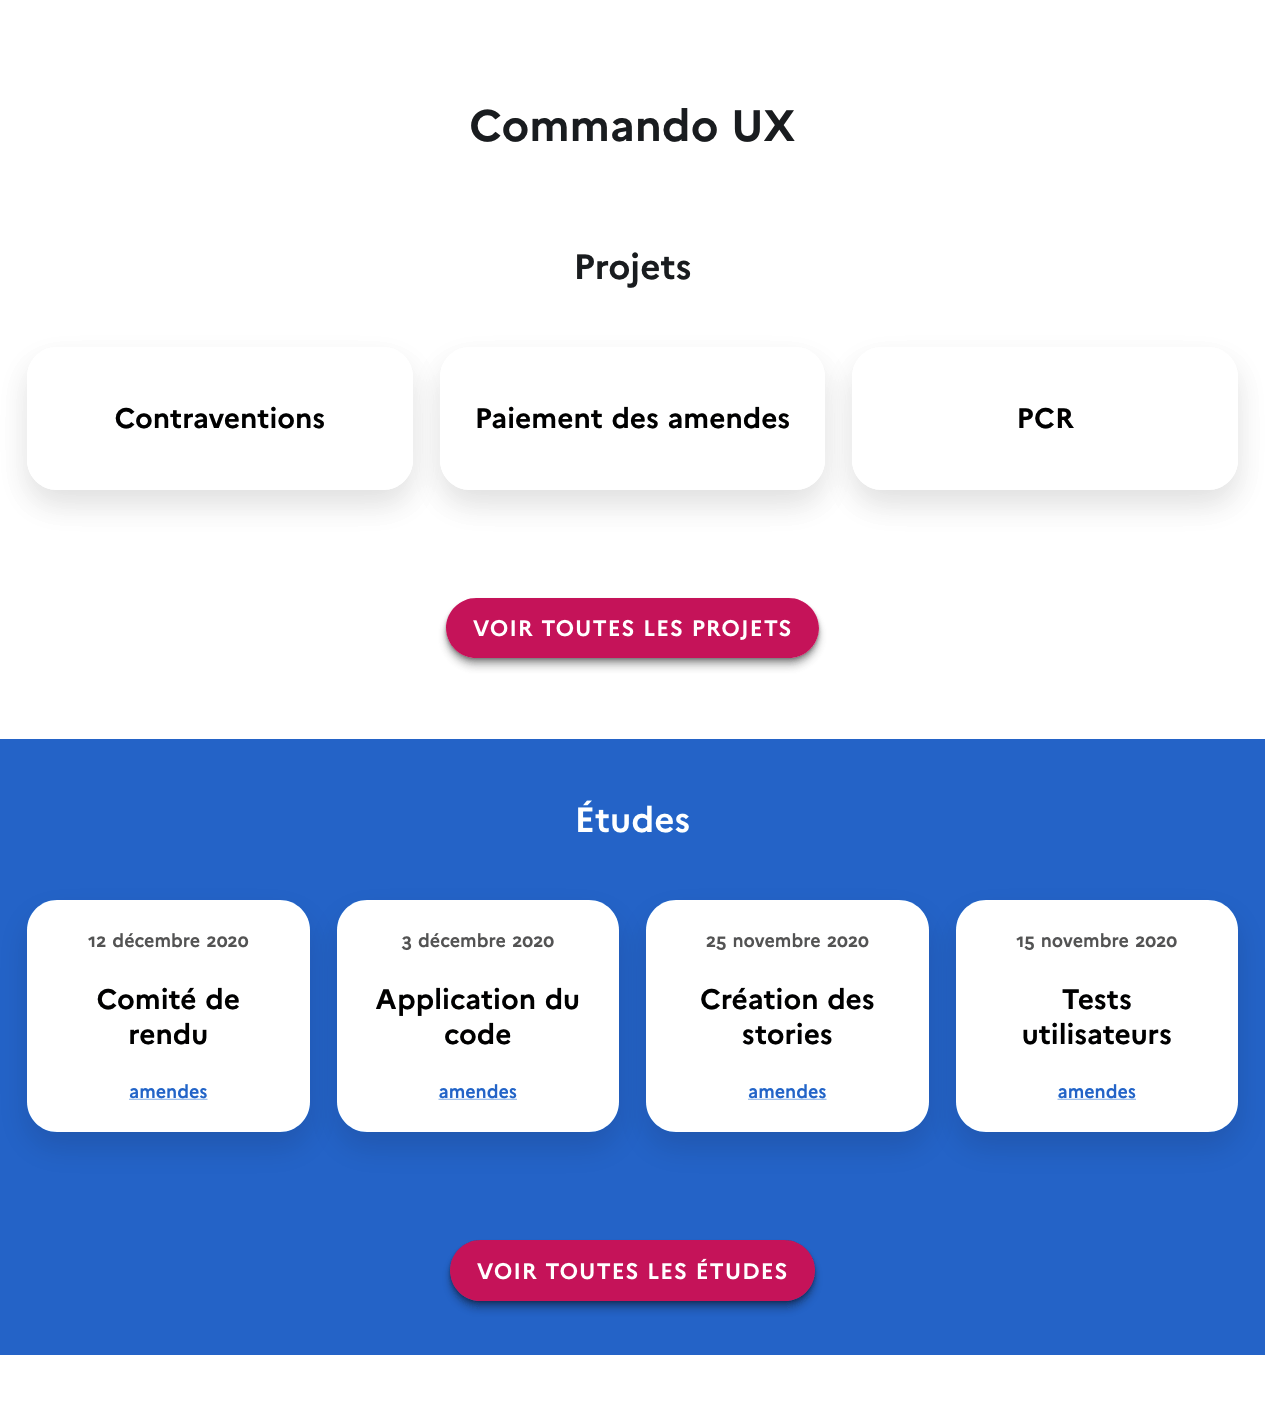 Commando UX
Projets
Contraventions
Paiement des amendes
PCR
VOIR TOUTES LES PROJETS
Études
12 décembre 2020
Comité de
rendu
amendes
3 décembre 2020
Application du
code
amendes
25 novembre 2020
Création des
stories
amendes
15 novembre 2020
Tests
utilisateurs
amendes
VOIR TOUTES LES ÉTUDES